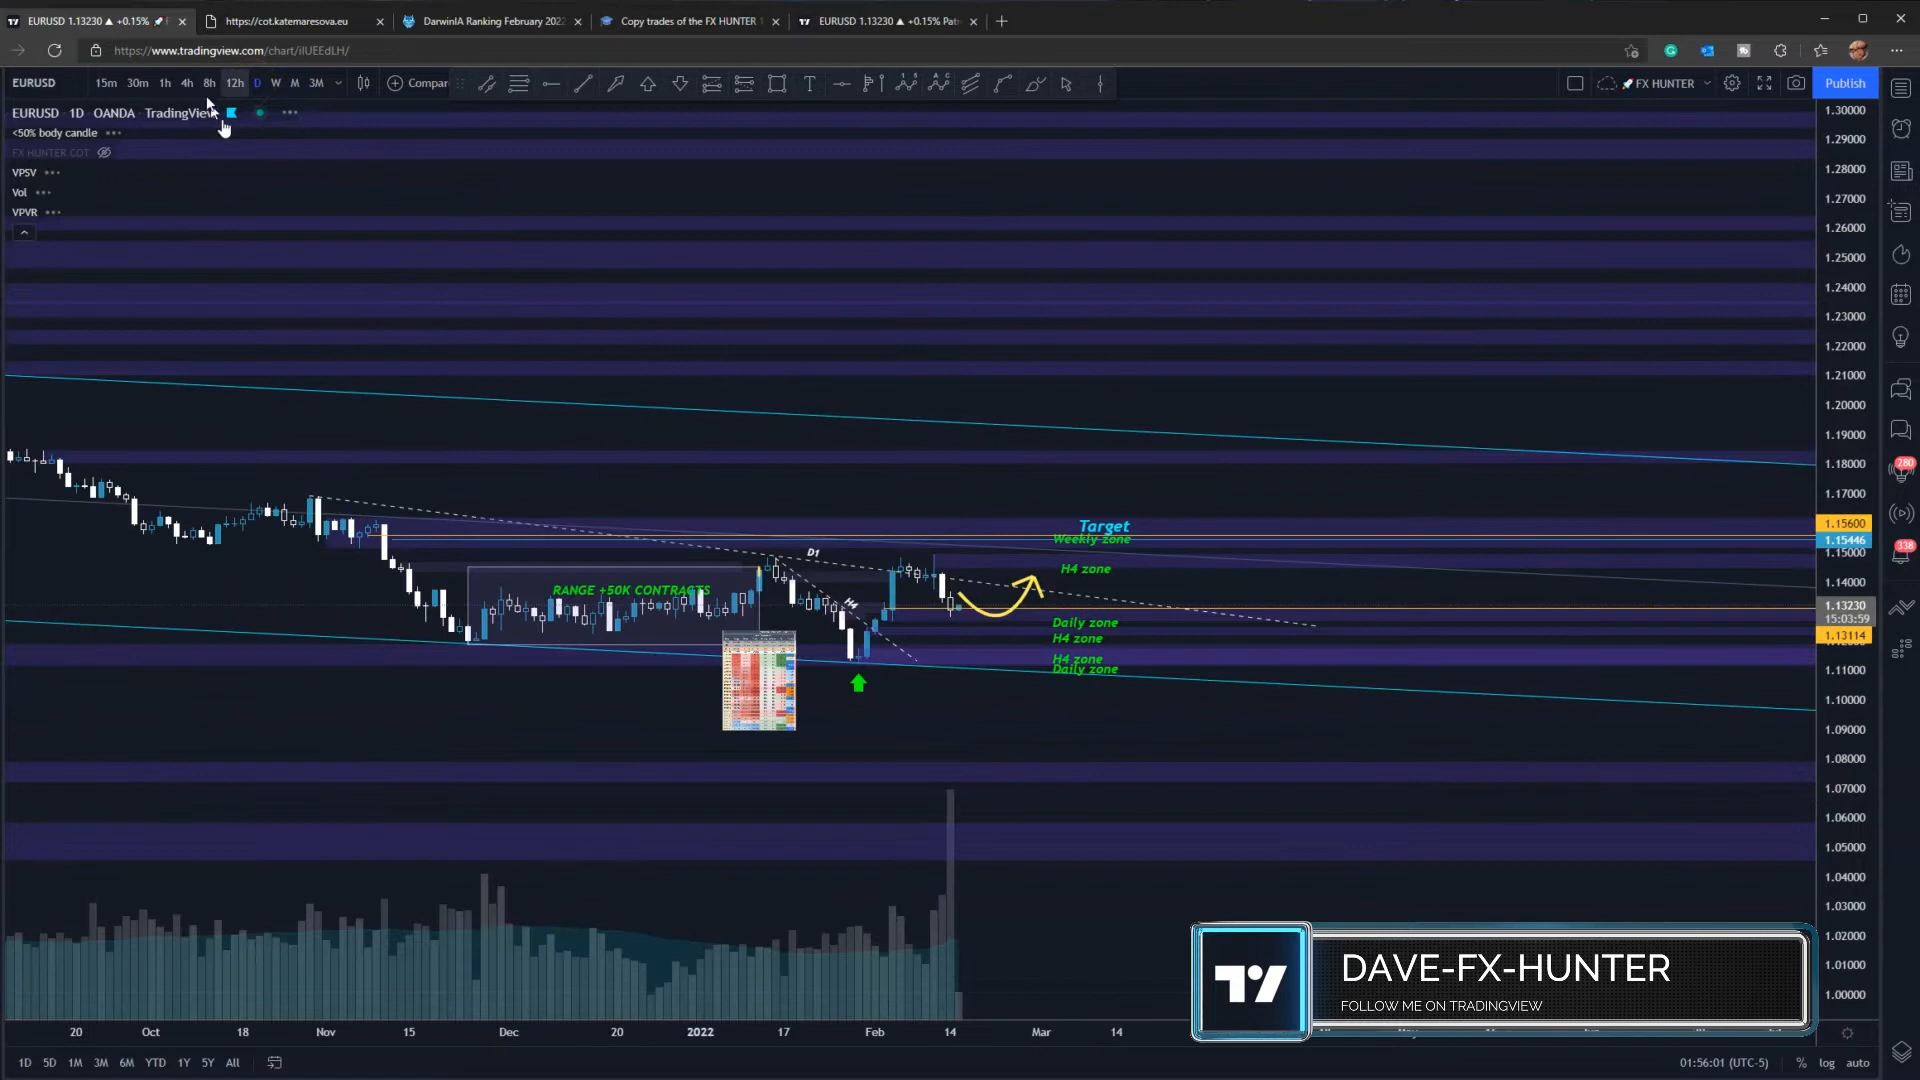 EURUSD 1.13230 ▲ +0.15%
https://cot.katemaresova.eu
DarwinIA Ranking February 202
Copy trades of the FX HUNTER
EURUSD 1.13230 ▲ +0.15%
https://www.tradingview.com/chart/iIUEEdLH/
EURUSD 15m 30m 1h 4h 8h 12h D W M 3M Compar
FX HUNTER
Publish
EURUSD 1D OANDA TradingView
<50% body candle
FX HUNTER COT
VPSV
Vol
VPVR
RANGE +50K CONTRACTS
D1
H4
Target
Weekly zone
H4 zone
Daily zone
H4 zone
H4 zone
Daily zone
1.30000
1.29000
1.28000
1.27000
1.26000
1.25000
1.24000
1.23000
1.22000
1.21000
1.20000
1.19000
1.18000
1.17000
1.15600
1.15446
1.15000
1.14000
1.13230
15:03:59
1.13114
1.11000
1.10000
1.09000
1.08000
1.07000
1.06000
1.05000
1.04000
1.03000
1.02000
1.01000
1.00000
280
338
DAVE-FX-HUNTER
FOLLOW ME ON TRADINGVIEW
20 Oct 18 Nov 15 Dec 20 2022 17 Feb 14 Mar 14
1D 5D 1M 3M 6M YTD 1Y 5Y All
01:56:01 (UTC-5) % log auto